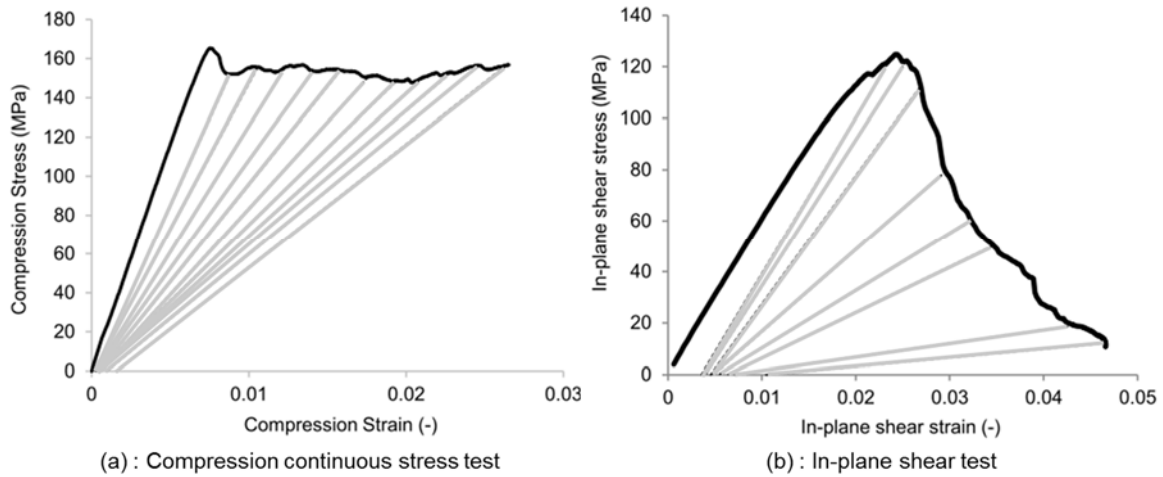 180
160
140
120
100
80
60
40
20
0
Compression Stress (MPa)
0 0.01 0.02 0.03
Compression Strain (-)
(a) : Compression continuous stress test
140
120
100
80
60
40
20
0
In-plane shear stress (MPa)
0 0.01 0.02 0.03 0.04 0.05
In-plane shear strain (-)
(b) : In-plane shear test